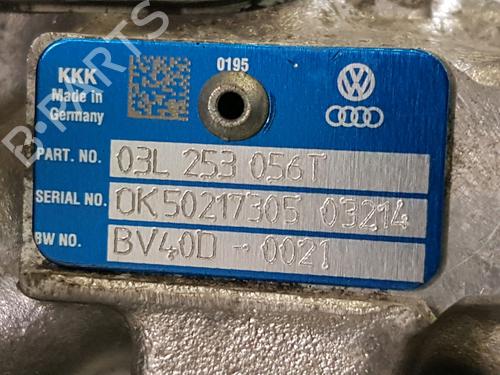 KKK
Made in
Germany
0195
PART. NO. 03L 253 056T
SERIAL NO. 0K50217305 03214
BW NO. BV40D - 0021
B-PARTS